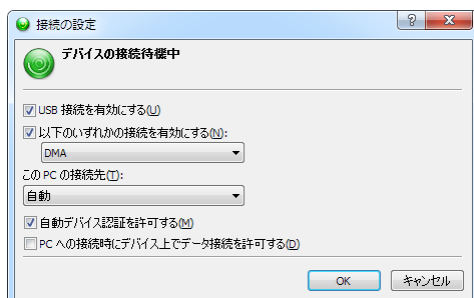 接続の設定
デバイスの接続待機中
USB 接続を有効にする(U)
以下のいずれかの接続を有効にする(N):
DMA
この PC の接続先(T):
自動
自動デバイス認証を許可する(M)
PC への接続時にデバイス上でデータ接続を許可する(D)
OK
キャンセル